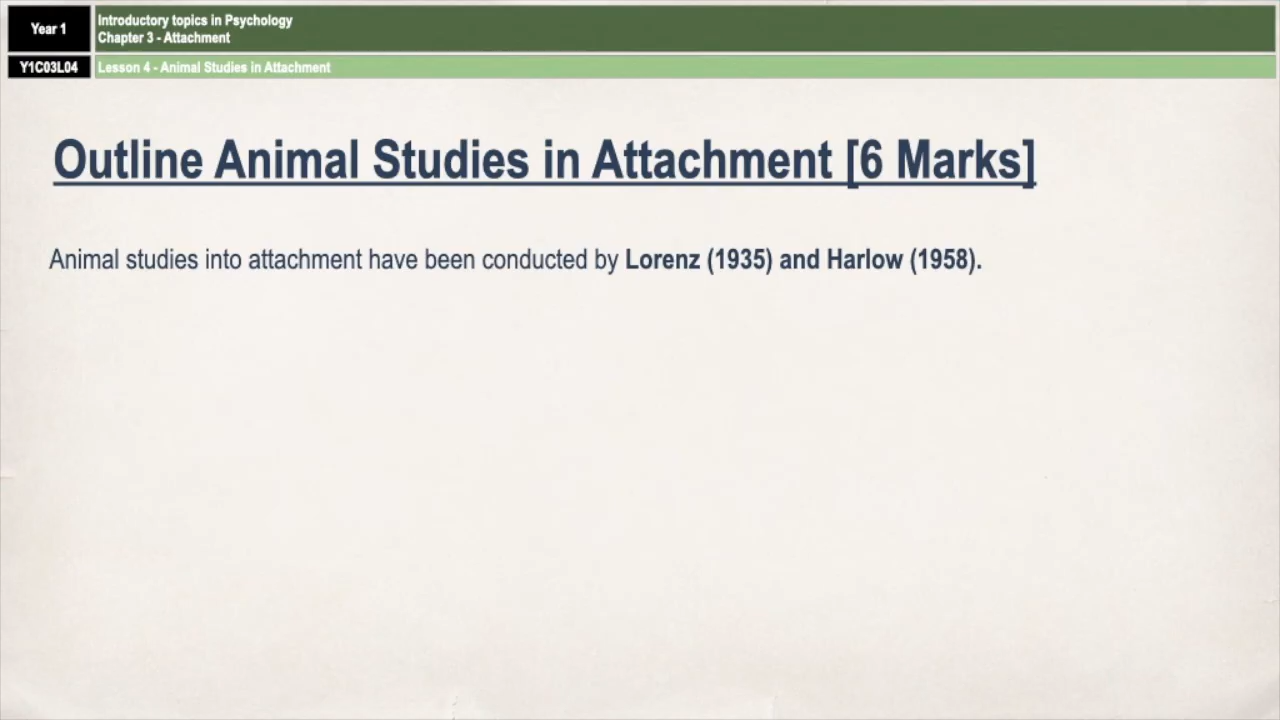 Year 1
Introductory topics in Psychology
Chapter 3 - Attachment
Y1C03L04
Lesson 4 - Animal Studies in Attachment
Outline Animal Studies in Attachment [6 Marks]
Animal studies into attachment have been conducted by Lorenz (1935) and Harlow (1958).